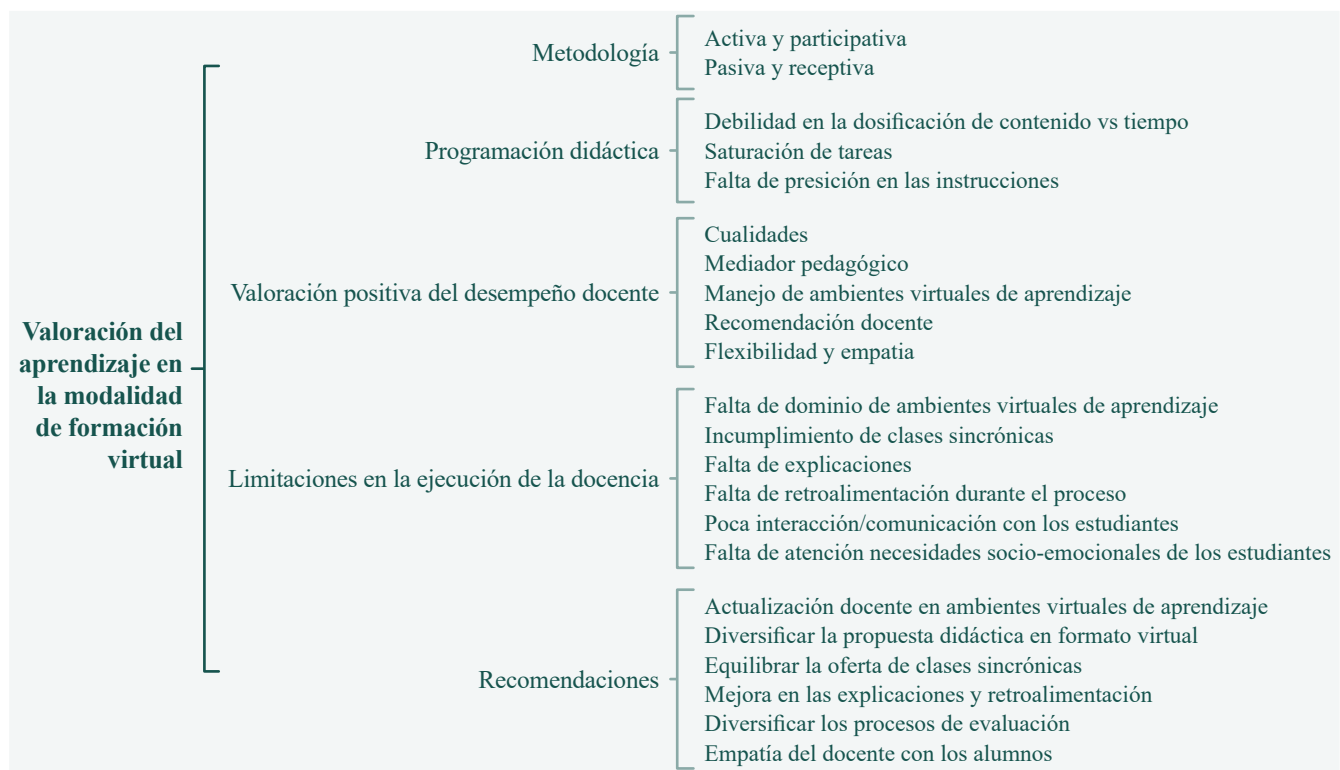 Valoración del
aprendizaje en
la modalidad
de formación
virtual
Metodología
Activa y participativa
Pasiva y receptiva
Programación didáctica
Debilidad en la dosificación de contenido vs tiempo
Saturación de tareas
Falta de presición en las instrucciones
Valoración positiva del desempeño docente
Cualidades
Mediador pedagógico
Manejo de ambientes virtuales de aprendizaje
Recomendación docente
Flexibilidad y empatia
Limitaciones en la ejecución de la docencia
Falta de dominio de ambientes virtuales de aprendizaje
Incumplimiento de clases sincrónicas
Falta de explicaciones
Falta de retroalimentación durante el proceso
Poca interacción/comunicación con los estudiantes
Falta de atención necesidades socio-emocionales de los estudiantes
Recomendaciones
Actualización docente en ambientes virtuales de aprendizaje
Diversificar la propuesta didáctica en formato virtual
Equilibrar la oferta de clases sincrónicas
Mejora en las explicaciones y retroalimentación
Diversificar los procesos de evaluación
Empatía del docente con los alumnos